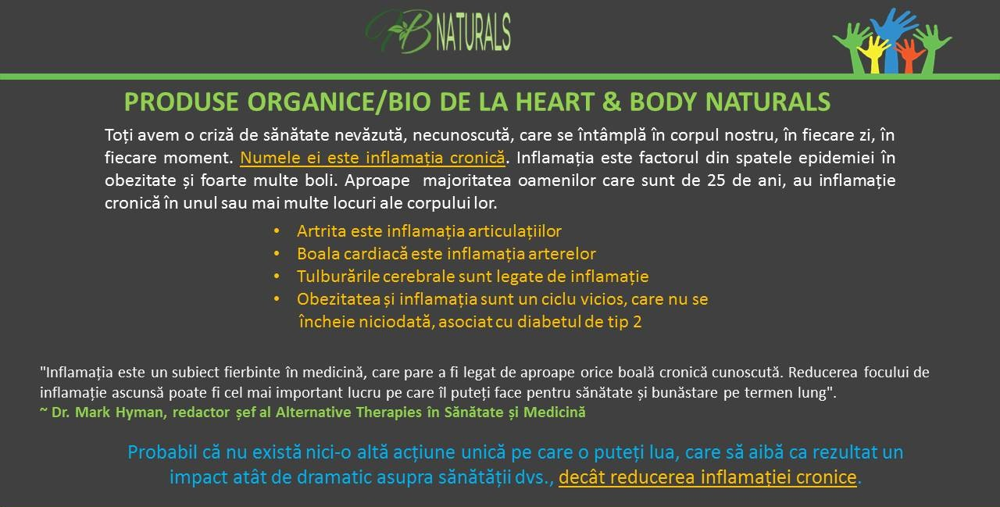 HB NATURALS
PRODUSE ORGANICE/BIO DE LA HEART & BODY NATURALS
Toți avem o criză de sănătate nevăzută, necunoscută, care se întâmplă în corpul nostru, în fiecare zi, în
fiecare moment. Numele ei este inflamația cronică. Inflamația este factorul din spatele epidemiei în
obezitate și foarte multe boli. Aproape majoritatea oamenilor care sunt de 25 de ani, au inflamație
cronică în unul sau mai multe locuri ale corpului lor.
• Artrita este inflamația articulațiilor
• Boala cardiacă este inflamația arterelor
• Tulburările cerebrale sunt legate de inflamație
• Obezitatea și inflamația sunt un ciclu vicios, care nu se
încheie niciodată, asociat cu diabetul de tip 2
"Inflamația este un subiect fierbinte în medicină, care pare a fi legat de aproape orice boală cronică cunoscută. Reducerea focului de
inflamație ascunsă poate fi cel mai important lucru pe care îl puteți face pentru sănătate și bunăstare pe termen lung".
~ Dr. Mark Hyman, redactor șef al Alternative Therapies în Sănătate și Medicină
Probabil că nu există nici-o altă acțiune unică pe care o puteți lua, care să aibă ca rezultat un
impact atât de dramatic asupra sănătății dvs., decât reducerea inflamației cronice.